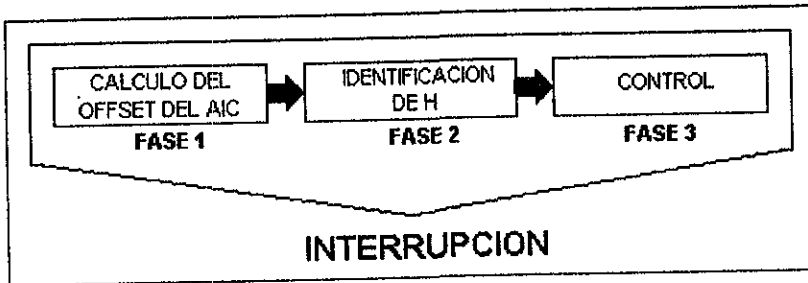 CALCULO DEL
OFFSET DEL AIC
FASE 1
IDENTIFICACION
DE H
FASE 2
CONTROL
FASE 3
INTERRUPCION